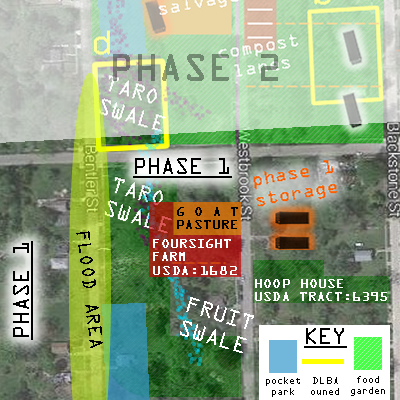 salvage
b
d
compost
lands
PHASE 2
TARO
SWALE
Bentler St
Westbrook St
Blackstone St
PHASE 1
phase 1
storage
TARO
SWALE
GOAT
PASTURE
FOURSIGHT
FARM
USDA:1682
PHASE 1
FLOOD AREA
HOOP HOUSE
USDA TRACT:6395
FRUIT
SWALE
KEY
pocket
park
DLBA
owned
food
garden